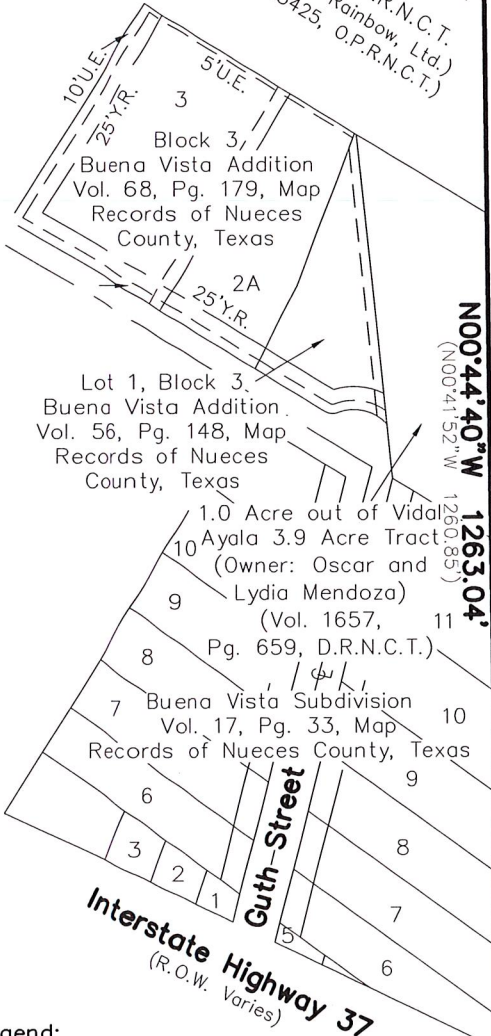 R.N.C.T.
Rainbow, Ltd.)
425, O.P.R.N.C.T.)
10'U.E.
25'Y.R.
5'U.E.
3
Block 3,
Buena Vista Addition
Vol. 68, Pg. 179, Map
Records of Nueces
County, Texas
2A
25'Y.R.
N00°44'40"W 1263.04'
(N00°41'52"W 1260.85')
Lot 1, Block 3
Buena Vista Addition
Vol. 56, Pg. 148, Map
Records of Nueces
County, Texas
1.0 Acre out of Vidal
Ayala 3.9 Acre Tract
(Owner: Oscar and
Lydia Mendoza)
(Vol. 1657,
Pg. 659, D.R.N.C.T.)
10
9
8
7
6
3
2
1
11
3
Buena Vista Subdivision
Vol. 17, Pg. 33, Map
Records of Nueces County, Texas
10
9
8
7
6
5
Guth Street
Interstate Highway 37
(R.O.W. Varies)
gend: